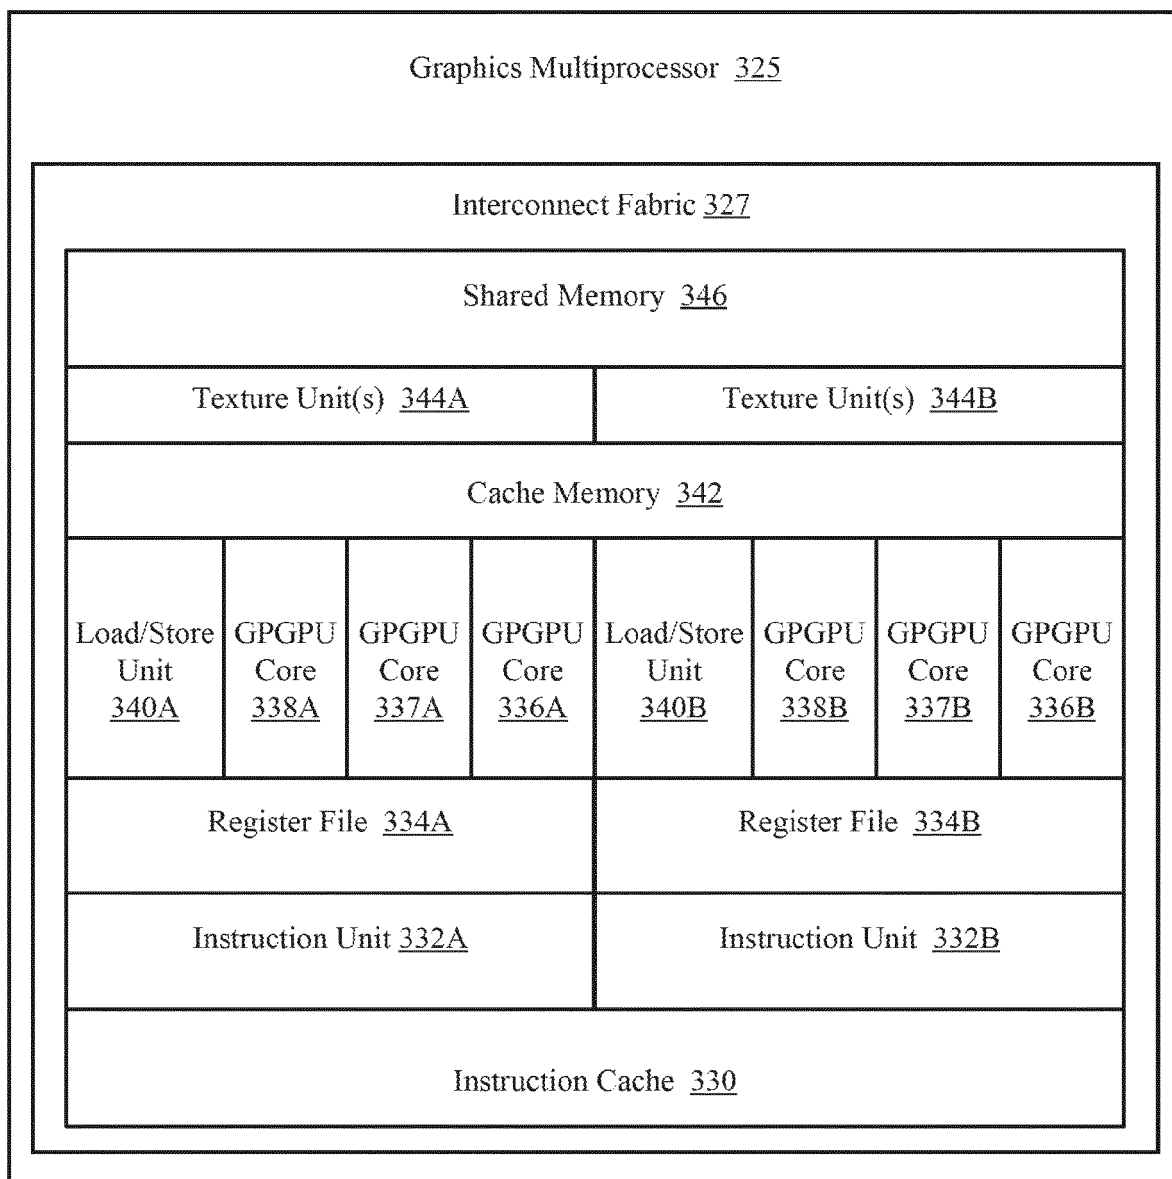 Graphics Multiprocessor 325
Interconnect Fabric 327
Shared Memory 346
Texture Unit(s) 344A
Texture Unit(s) 344B
Cache Memory 342
Load/Store
Unit
340A
GPGPU
Core
338A
GPGPU
Core
337A
GPGPU
Core
336A
Load/Store
Unit
340B
GPGPU
Core
338B
GPGPU
Core
337B
GPGPU
Core
336B
Register File 334A
Register File 334B
Instruction Unit 332A
Instruction Unit 332B
Instruction Cache 330